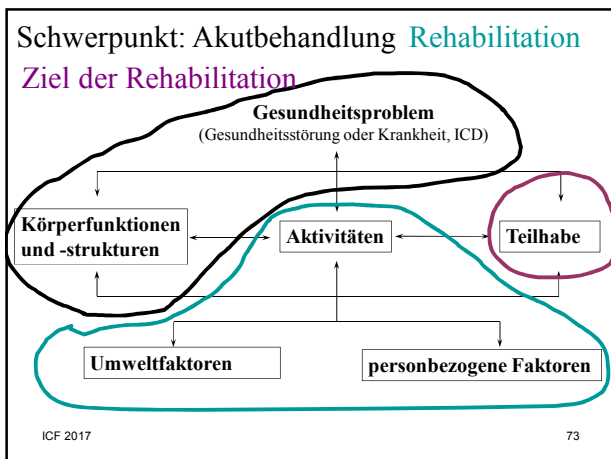 Schwerpunkt: Akutbehandlung Rehabilitation
Ziel der Rehabilitation
Gesundheitsproblem
(Gesundheitsstörung oder Krankheit, ICD)
Körperfunktionen
und -strukturen
Aktivitäten
Teilhabe
Umweltfaktoren
personbezogene Faktoren
ICF 2017
73